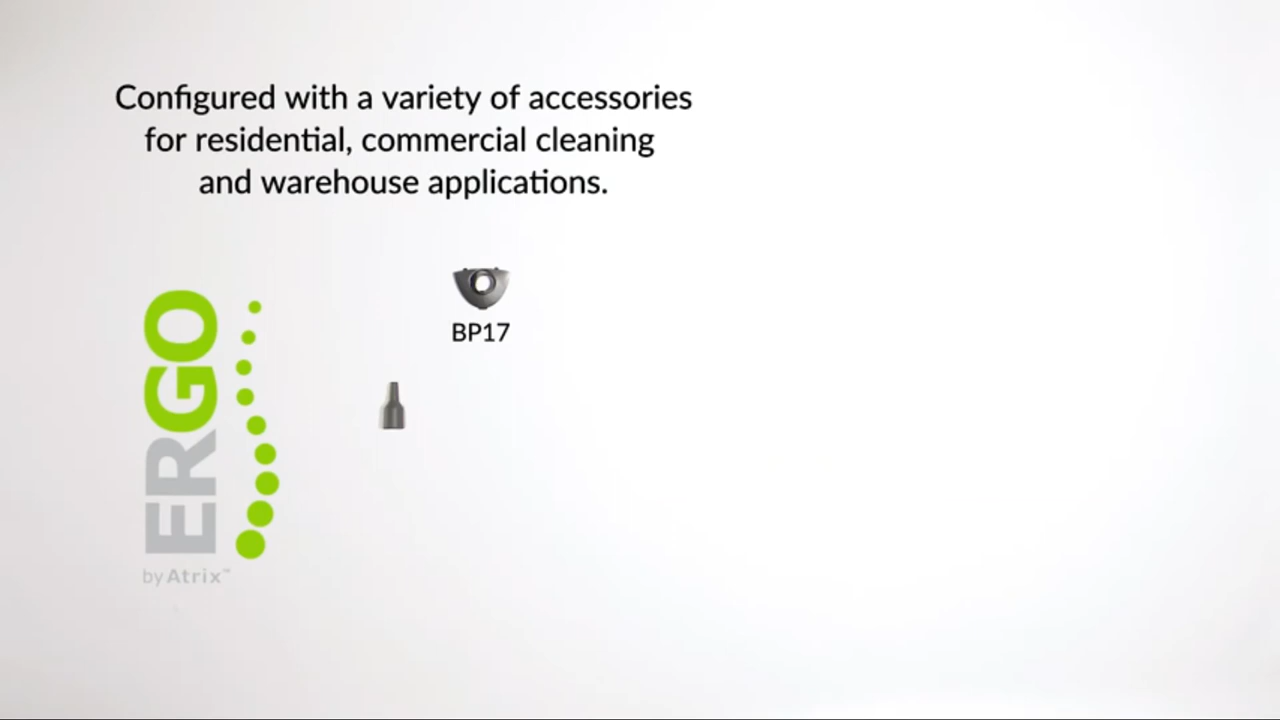 Configured with a variety of accessories
for residential, commercial cleaning
and warehouse applications.
BP17
ERGO
by Atrix™